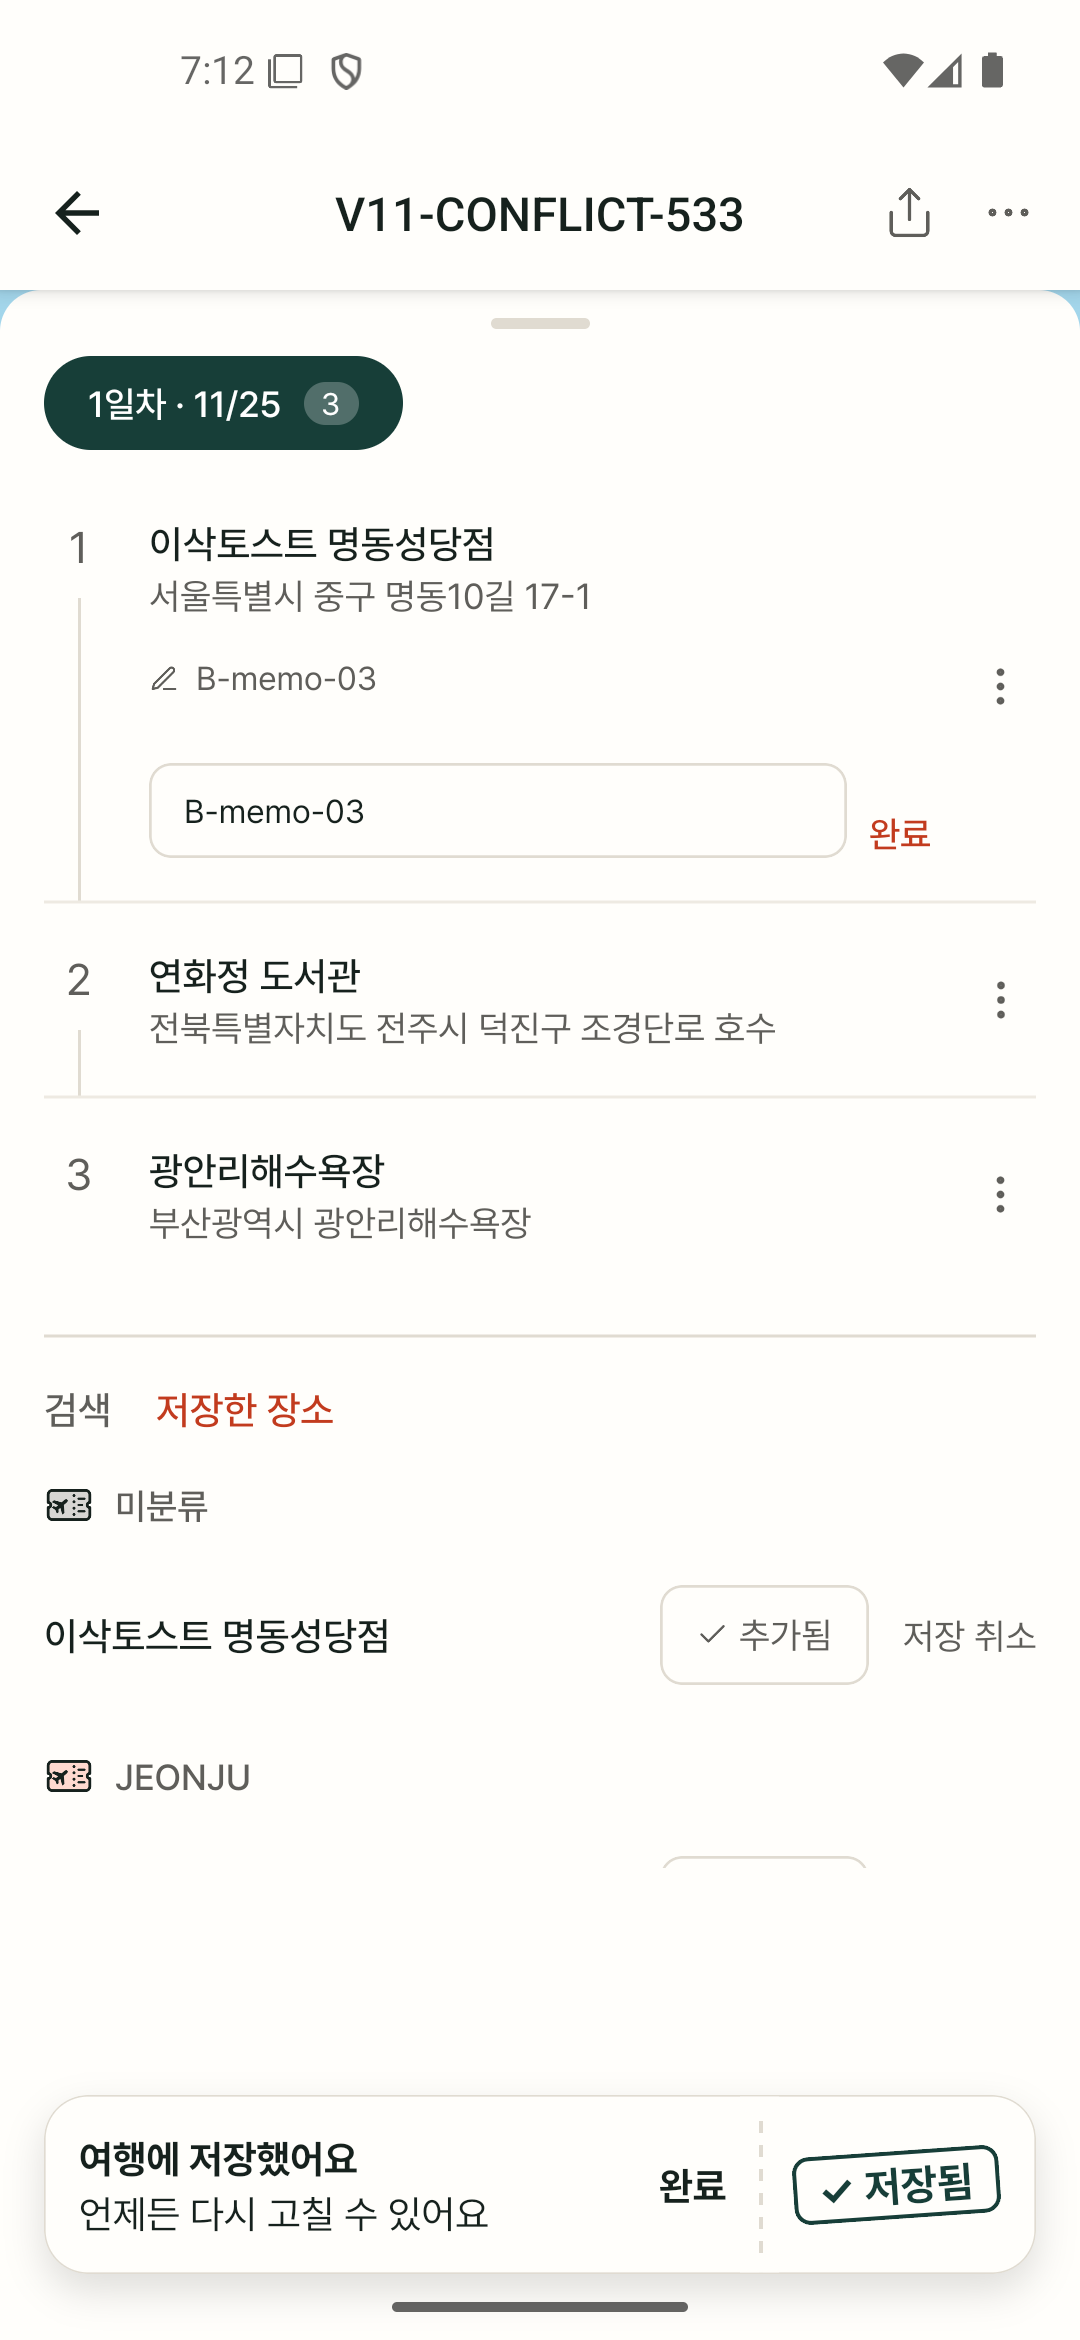 7:12
V11-CONFLICT-533
1일차 · 11/25 3
1
이삭토스트 명동성당점
서울특별시 중구 명동10길 17-1
B-memo-03
B-memo-03
완료
2
연화정 도서관
전북특별자치도 전주시 덕진구 조경단로 호수
3
광안리해수욕장
부산광역시 광안리해수욕장
검색 저장한 장소
미분류
이삭토스트 명동성당점 추가됨 저장 취소
JEONJU
여행에 저장했어요
언제든 다시 고칠 수 있어요
완료
저장됨